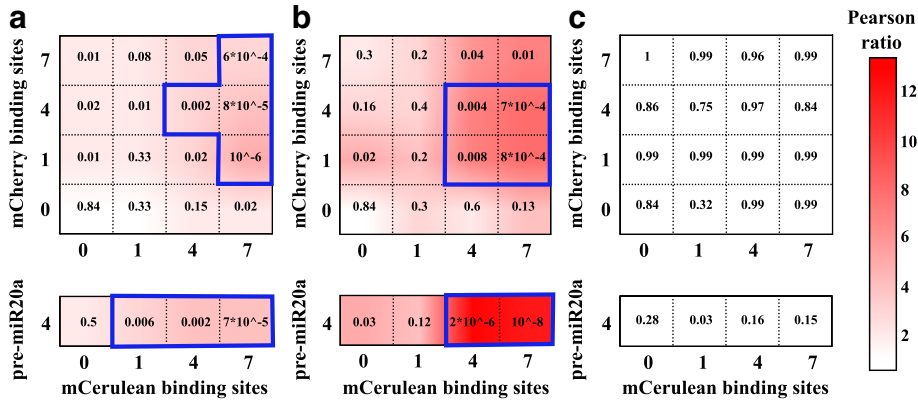 a
b
c
mCherry binding sites
7 0.01 0.08 0.05 6*10^-4
4 0.02 0.01 0.002 8*10^-5
1 0.01 0.33 0.02 10^-6
0 0.84 0.33 0.15 0.02
0 1 4 7
pre-miR20a
4 0.5 0.006 0.002 7*10^-5
0 1 4 7
mCerulean binding sites
mCherry binding sites
7 0.3 0.2 0.04 0.01
4 0.16 0.4 0.004 7*10^-4
1 0.02 0.2 0.008 8*10^-4
0 0.84 0.3 0.6 0.13
0 1 4 7
pre-miR20a
4 0.03 0.12 2*10^-6 10^-8
0 1 4 7
mCerulean binding sites
mCherry binding sites
7 1 0.99 0.96 0.99
4 0.86 0.75 0.97 0.84
1 0.99 0.99 0.99 0.99
0 0.84 0.32 0.99 0.99
0 1 4 7
pre-miR20a
4 0.28 0.03 0.16 0.15
0 1 4 7
mCerulean binding sites
Pearson
ratio
12
10
8
6
4
2